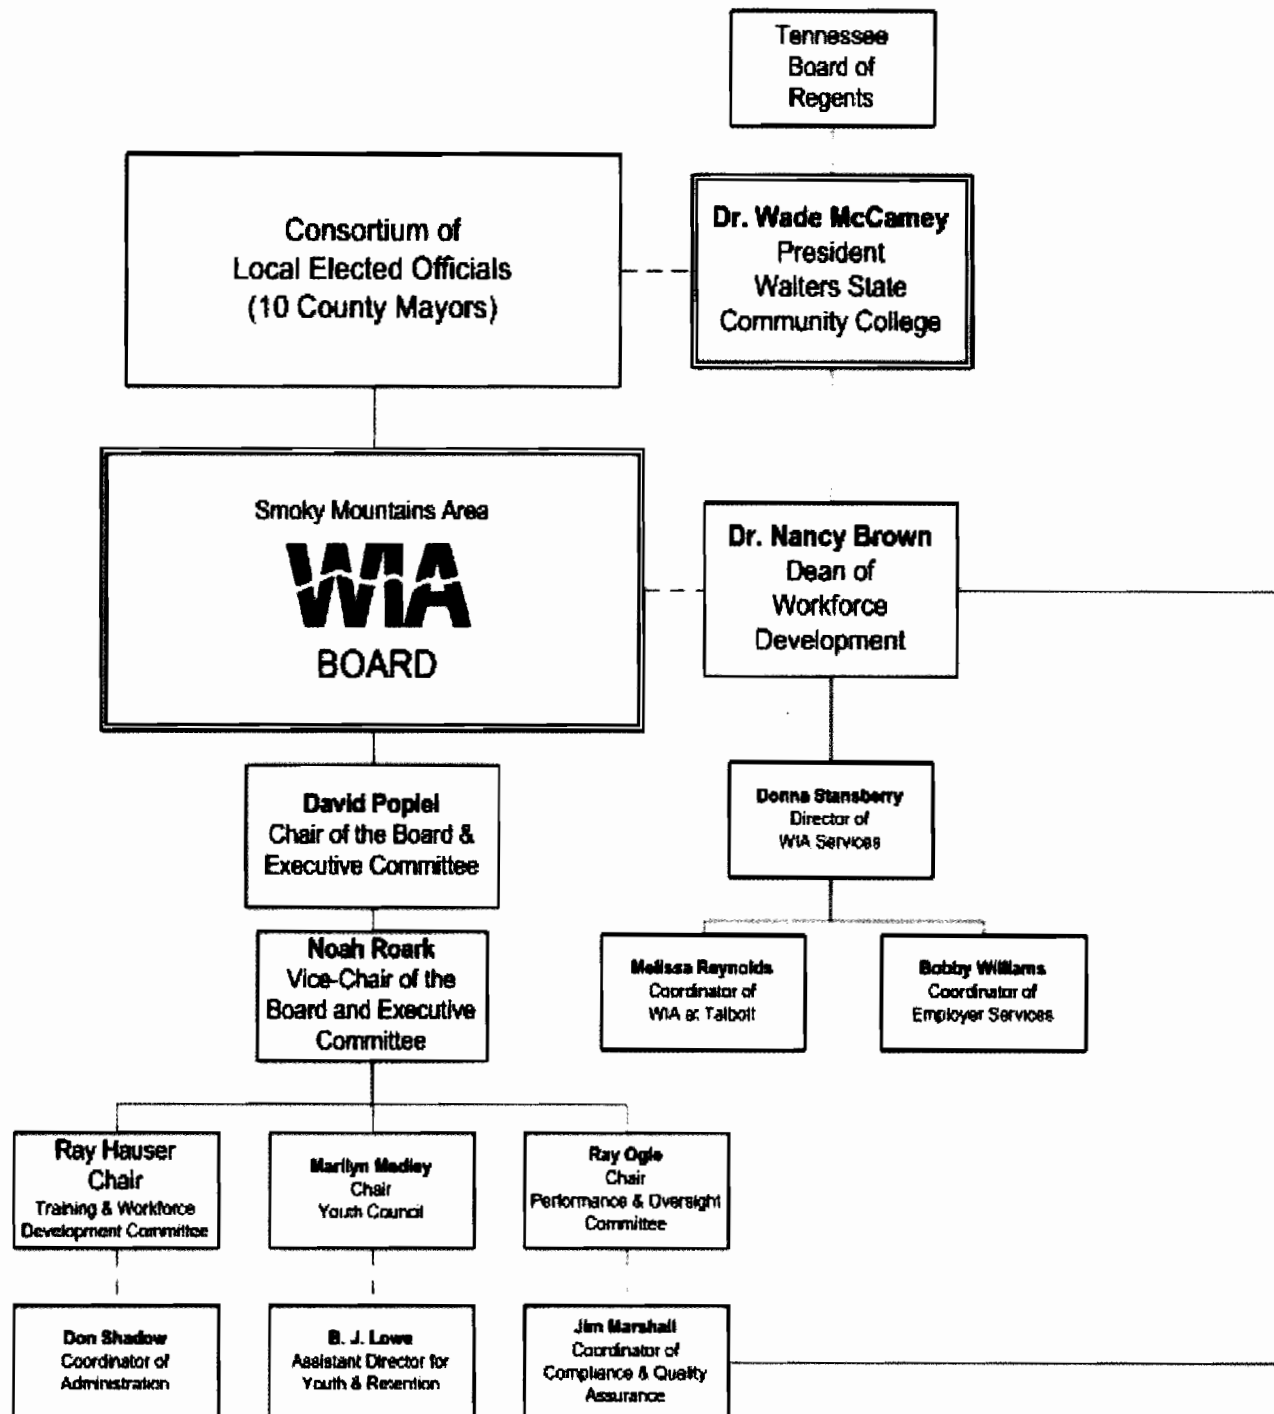 Tennessee
Board of
Regents
Consortium of
Local Elected Officials
(10 County Mayors)
Dr. Wade McCamey
President
Walters State
Community College
Smoky Mountains Area
WIA
BOARD
Dr. Nancy Brown
Dean of
Workforce
Development
David Popiel
Chair of the Board &
Executive Committee
Donna Stansberry
Director of
WIA Services
Noah Roark
Vice-Chair of the
Board and Executive
Committee
Melissa Reynolds
Coordinator of
WIA at Talbott
Bobby Williams
Coordinator of
Employer Services
Ray Hauser
Chair
Training & Workforce
Development Committee
Marilyn Medley
Chair
Youth Council
Ray Ogle
Chair
Performance & Oversight
Committee
Don Shadow
Coordinator of
Administration
B. J. Lowe
Assistant Director for
Youth & Retention
Jim Marshall
Coordinator of
Compliance & Quality
Assurance